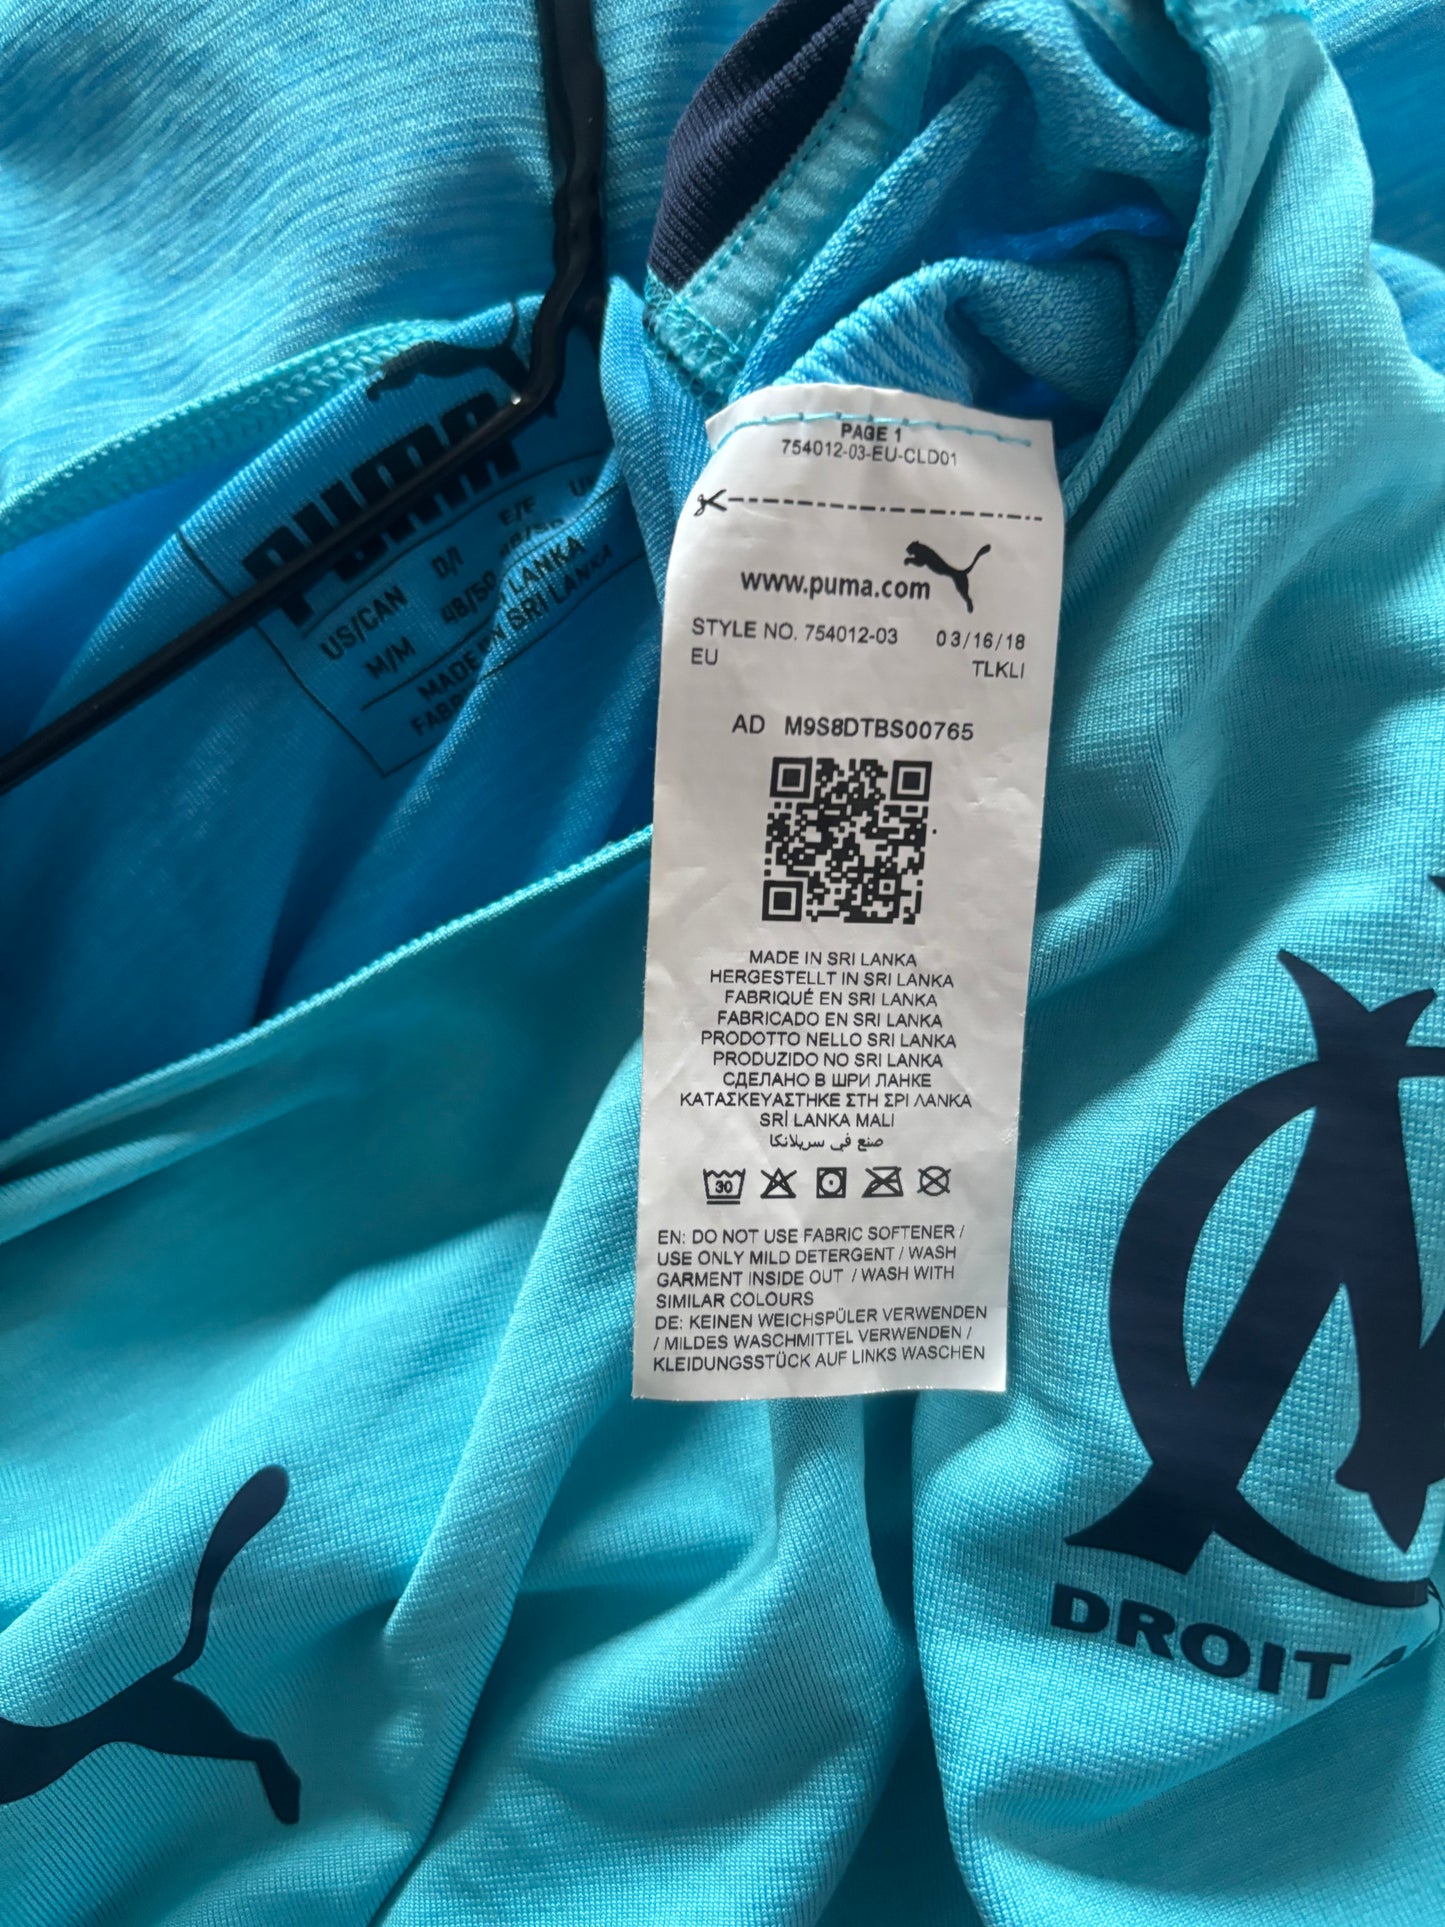 PAGE 1
754012-03-EU-CLD01
www.puma.com
STYLE NO. 754012-03 03/16/18
EU TLKLI
AD M9S8DTBS00765
MADE IN SRI LANKA
HERGESTELLT IN SRI LANKA
FABRIQUÉ EN SRI LANKA
FABRICADO EN SRI LANKA
PRODOTTO NELLO SRI LANKA
PRODUZIDO NO SRI LANKA
СДЕЛАНО В ШРИ ЛАНКЕ
ΚΑΤΑΣΚΕΥΑΣΤΗΚΕ ΣΤΗ ΣΡΙ ΛΑΝΚΑ
SRİ LANKA MALI
صنع في سريلانكا
30
EN: DO NOT USE FABRIC SOFTENER /
USE ONLY MILD DETERGENT / WASH
GARMENT INSIDE OUT / WASH WITH
SIMILAR COLOURS
DE: KEINEN WEICHSPÜLER VERWENDEN
/ MILDES WASCHMITTEL VERWENDEN /
KLEIDUNGSSTÜCK AUF LINKS WASCHEN
PUMA
US/CAN D/I E/F
M/M 48/50
MADE IN SRI LANKA
SRI LANKA
DROIT